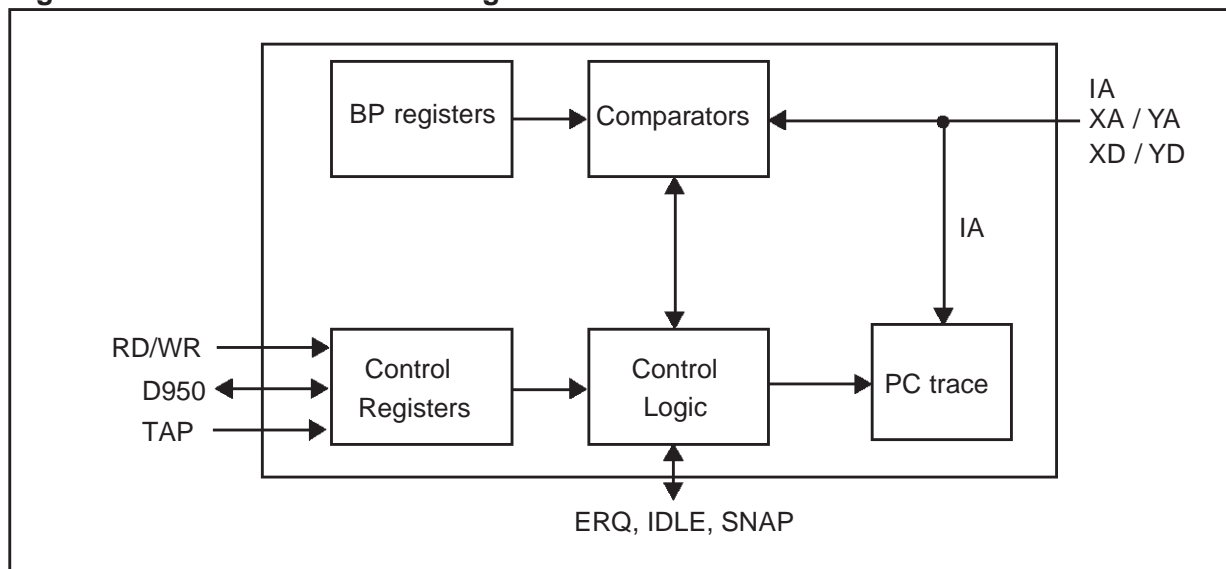 BP registers
Comparators
IA
XA / YA
XD / YD
IA
RD/WR
D950
TAP
Control
Registers
Control
Logic
PC trace
ERQ, IDLE, SNAP